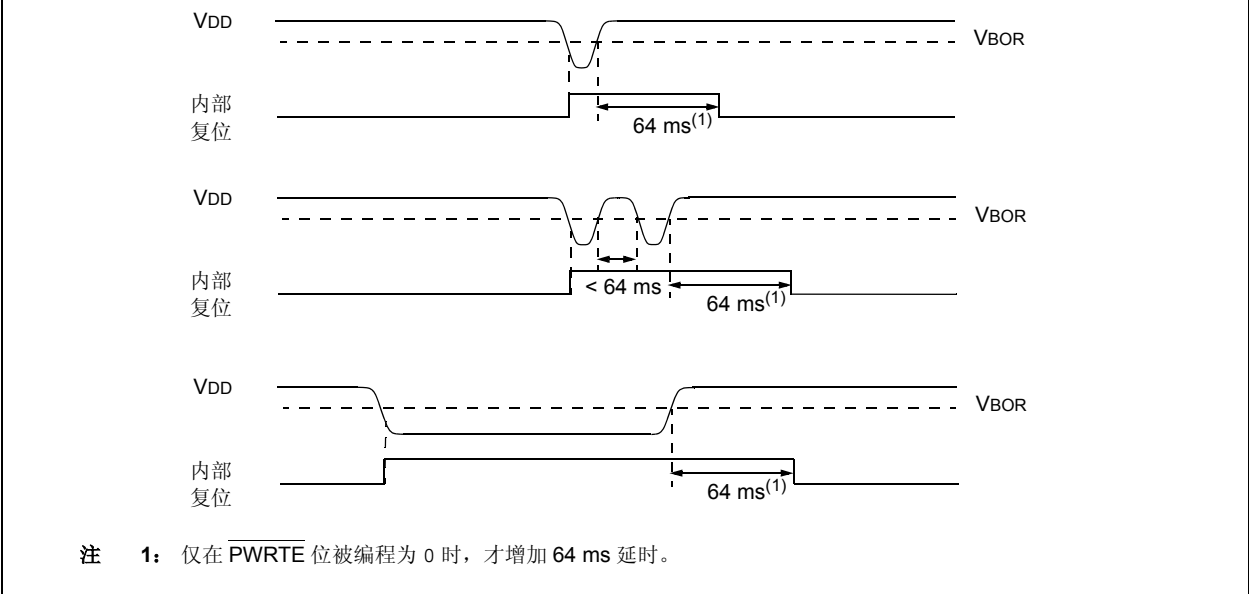 VDD
VBOR
内部
复位
64 ms(1)
VDD
VBOR
内部
复位
< 64 ms
64 ms(1)
VDD
VBOR
内部
复位
64 ms(1)
注 1： 仅在 PWRTE 位被编程为 0 时，才增加 64 ms 延时。